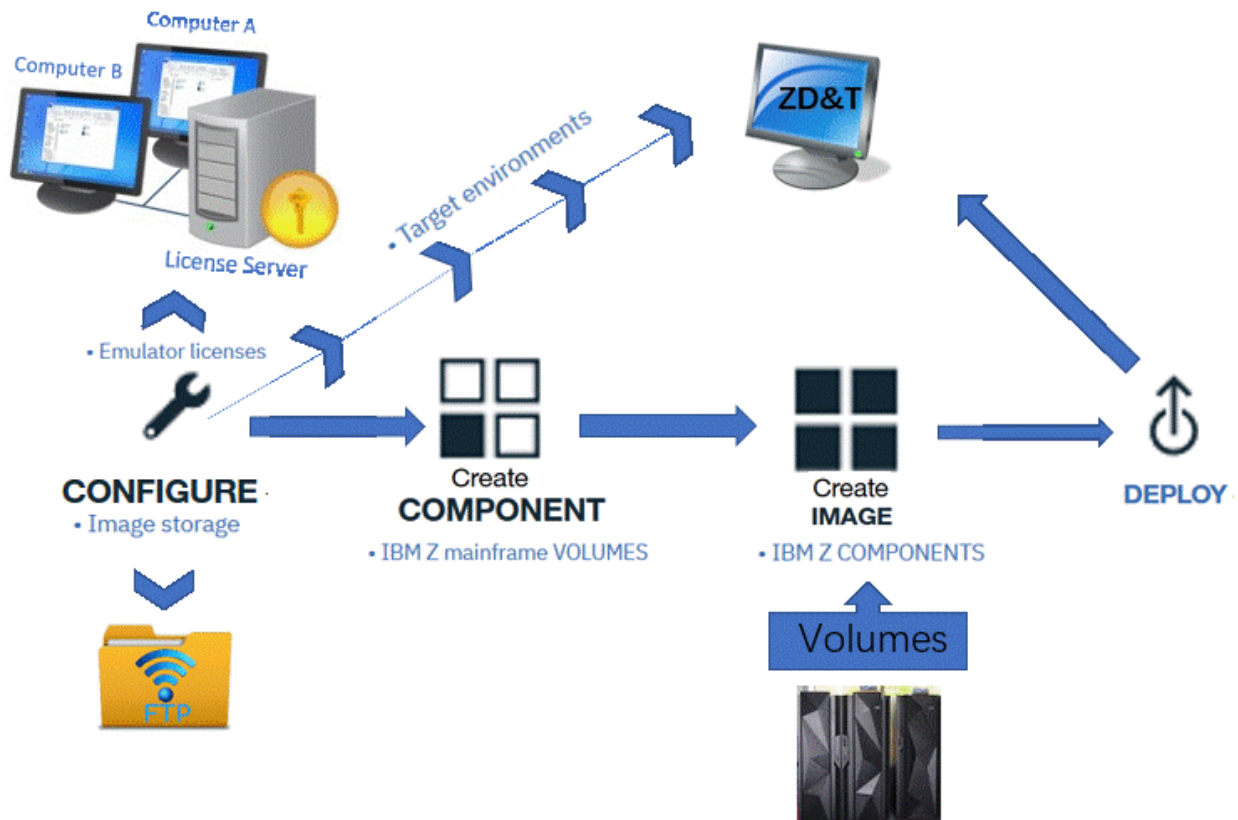 Computer A
Computer B
License Server
ZD&T
• Target environments
• Emulator licenses
CONFIGURE
• Image storage
FTP
Create
COMPONENT
• IBM Z mainframe VOLUMES
Create
IMAGE
• IBM Z COMPONENTS
Volumes
DEPLOY